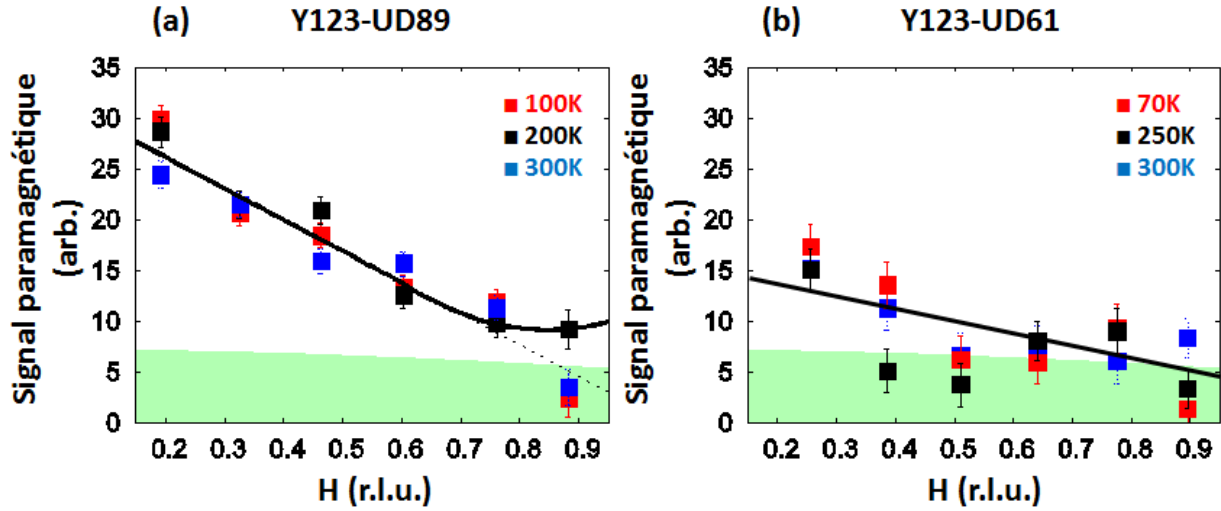 (a) Y123-UD89
Signal paramagnétique
(arb.)
35
30
25
20
15
10
5
0
100K
200K
300K
0.2 0.3 0.4 0.5 0.6 0.7 0.8 0.9
H (r.l.u.)
(b) Y123-UD61
Signal paramagnétique
(arb.)
35
30
25
20
15
10
5
0
70K
250K
300K
0.2 0.3 0.4 0.5 0.6 0.7 0.8 0.9
H (r.l.u.)